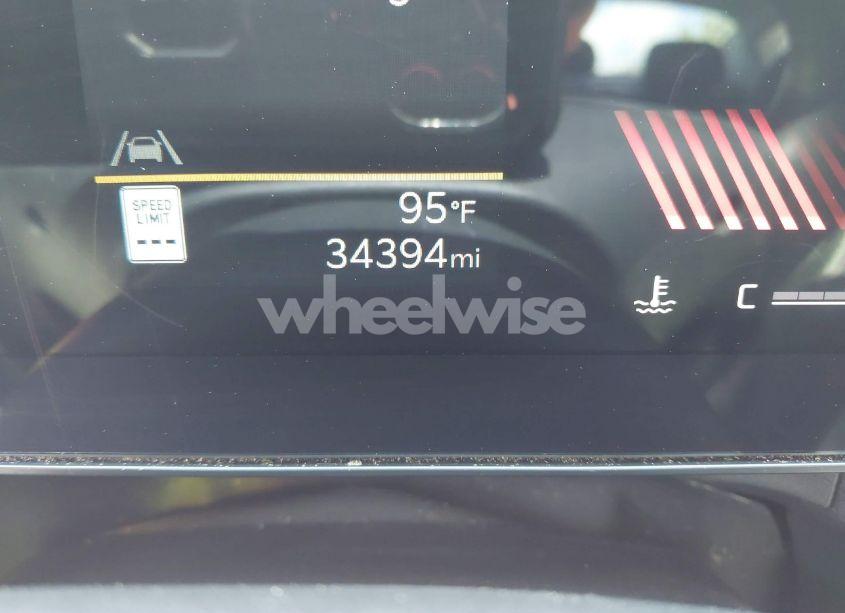 SPEED
LIMIT
---
95°F
34394mi
wheelwise
C